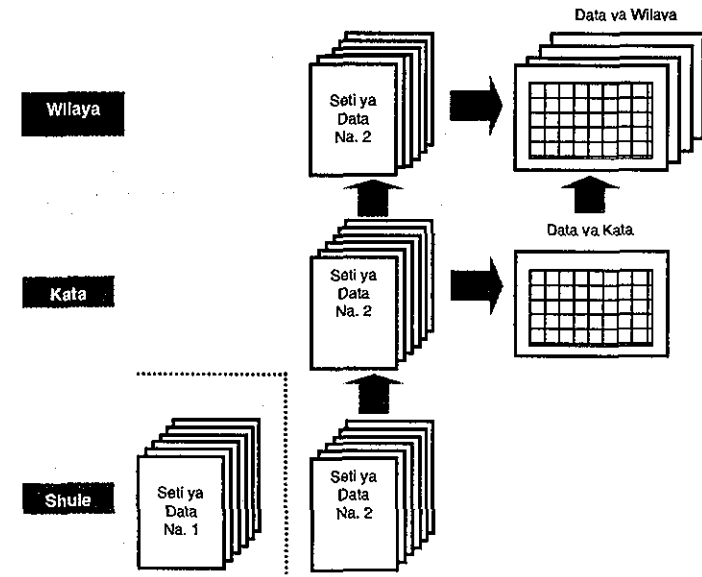 Data ya Wilaya
Wilaya
Seti ya
Data
Na. 2
Data ya Kata
Kata
Seti ya
Data
Na. 2
Shule
Seti ya
Data
Na. 1
Seti ya
Data
Na. 2